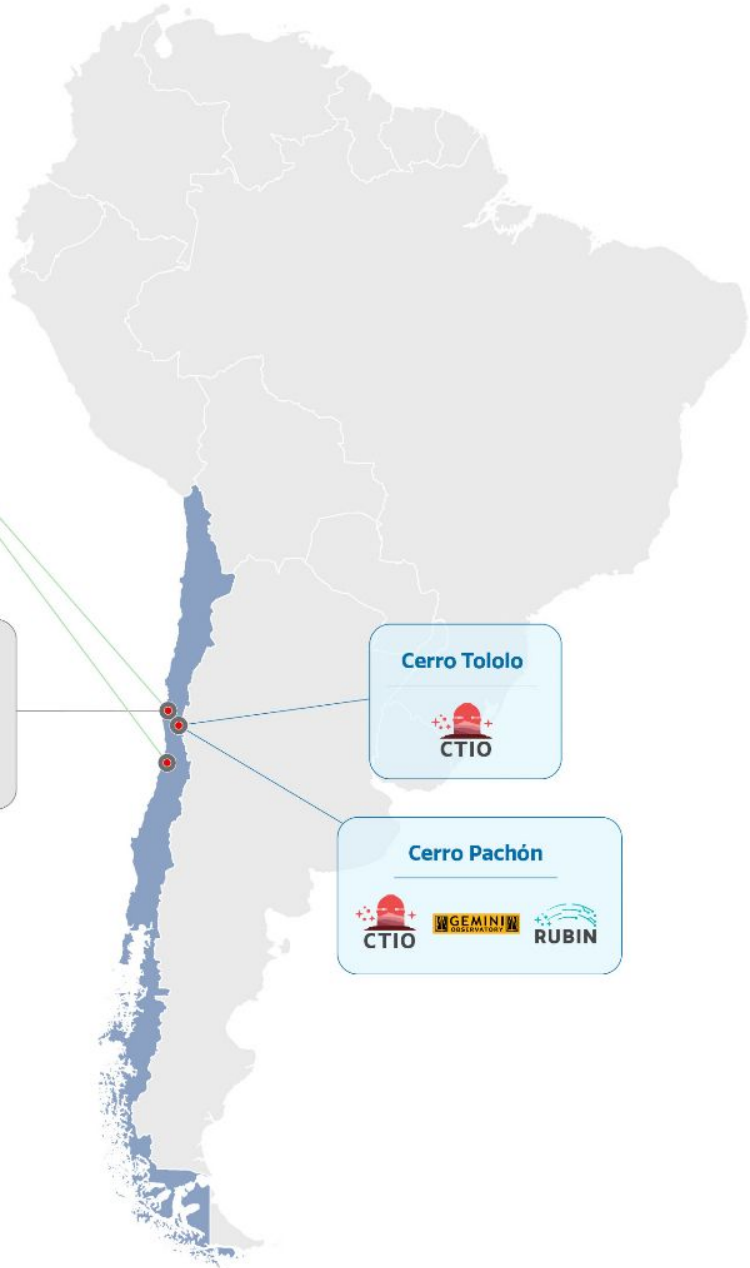 Cerro Tololo
CTIO
Cerro Pachón
CTIO
GEMINI
OBSERVATORY
RUBIN